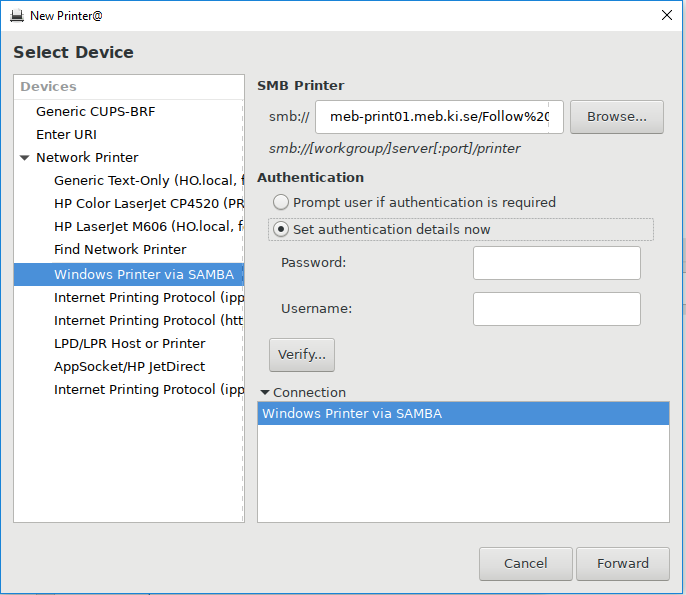 New Printer@
Select Device
Devices
Generic CUPS-BRF
Enter URI
Network Printer
Generic Text-Only (HO.local, f
HP Color LaserJet CP4520 (PR
HP LaserJet M606 (HO.local, f
Find Network Printer
Windows Printer via SAMBA
Internet Printing Protocol (ipp
Internet Printing Protocol (htt
LPD/LPR Host or Printer
AppSocket/HP JetDirect
Internet Printing Protocol (ipp
SMB Printer
smb:// meb-print01.meb.ki.se/Follow%20 Browse...
smb://[workgroup/]server[:port]/printer
Authentication
Prompt user if authentication is required
Set authentication details now
Password:
Username:
Verify...
Connection
Windows Printer via SAMBA
Cancel Forward